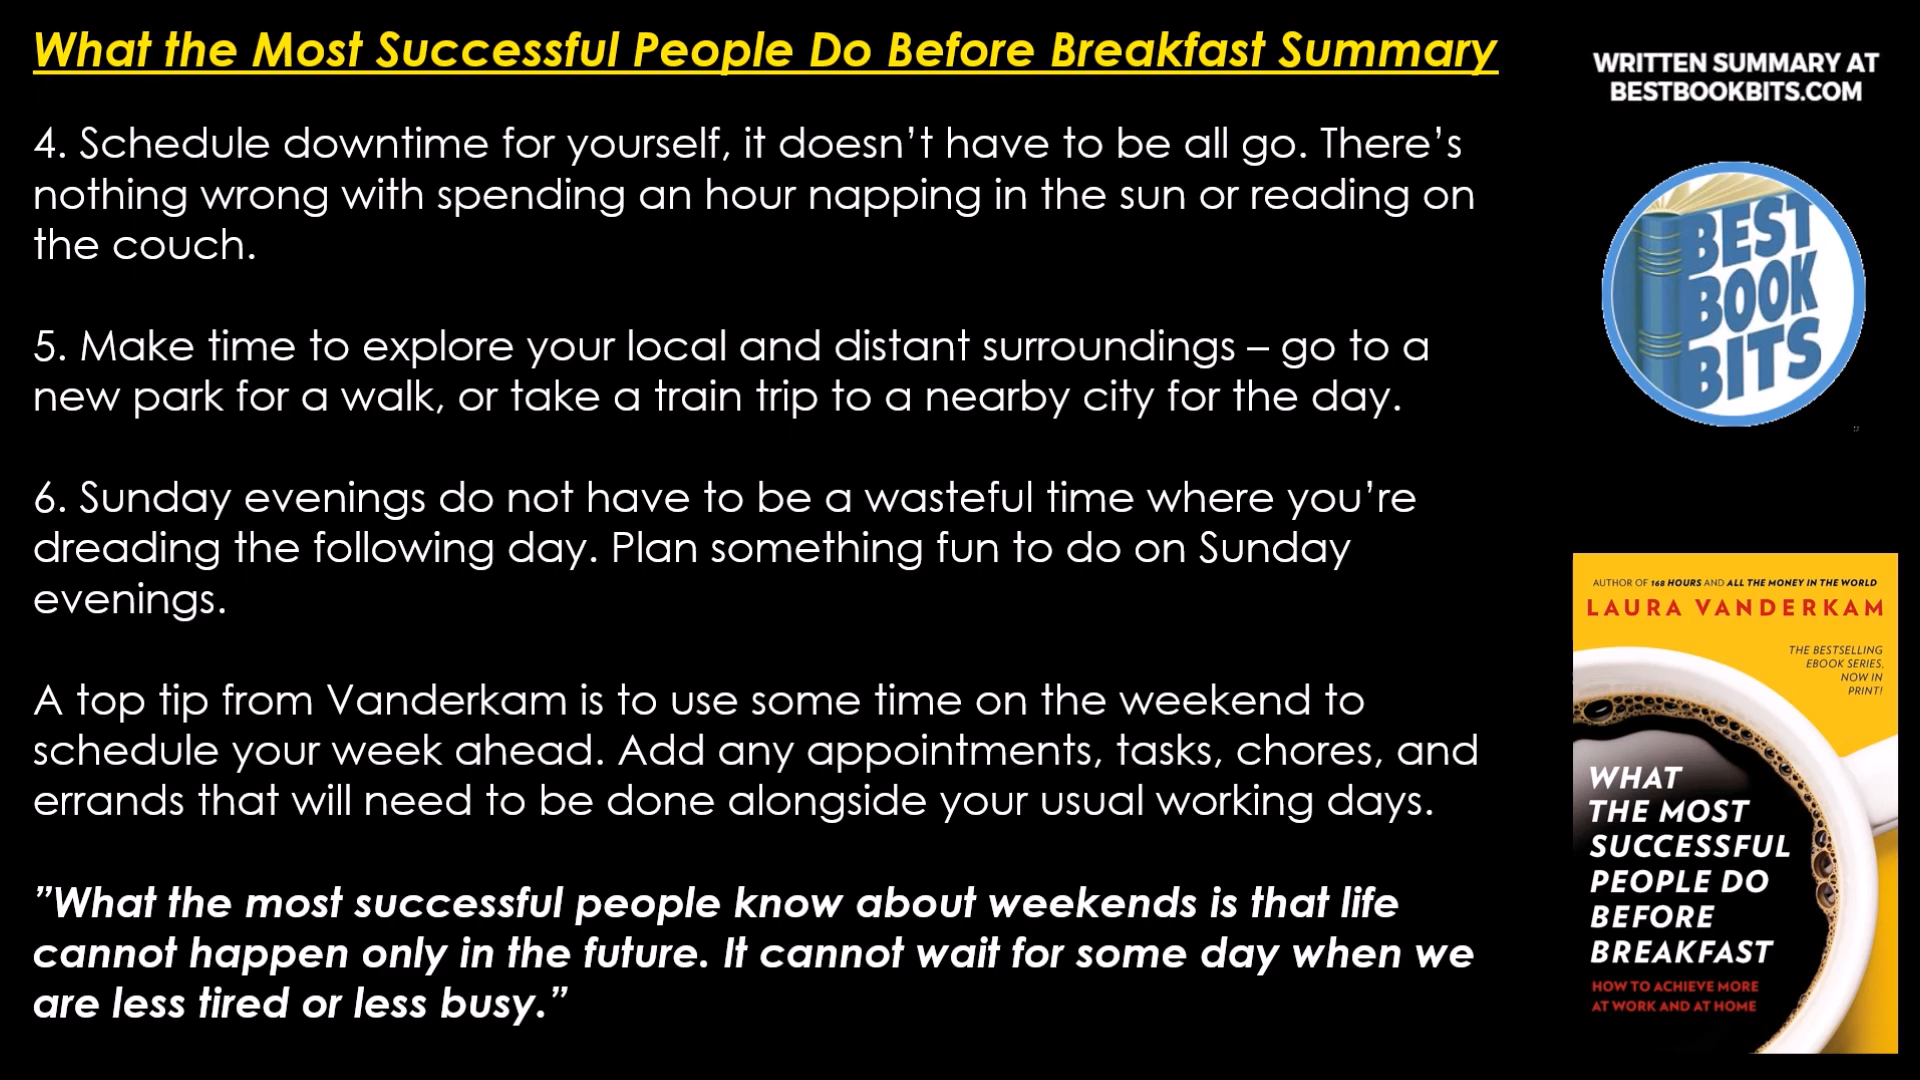 What the Most Successful People Do Before Breakfast Summary
4. Schedule downtime for yourself, it doesn’t have to be all go. There’s
nothing wrong with spending an hour napping in the sun or reading on
the couch.
5. Make time to explore your local and distant surroundings – go to a
new park for a walk, or take a train trip to a nearby city for the day.
6. Sunday evenings do not have to be a wasteful time where you’re
dreading the following day. Plan something fun to do on Sunday
evenings.
A top tip from Vanderkam is to use some time on the weekend to
schedule your week ahead. Add any appointments, tasks, chores, and
errands that will need to be done alongside your usual working days.
”What the most successful people know about weekends is that life
cannot happen only in the future. It cannot wait for some day when we
are less tired or less busy.”
WRITTEN SUMMARY AT
BESTBOOKBITS.COM
BEST
BOOK
BITS
AUTHOR OF 168 HOURS AND ALL THE MONEY IN THE WORLD
LAURA VANDERKAM
THE BESTSELLING
EBOOK SERIES,
NOW IN
PRINT!
WHAT
THE MOST
SUCCESSFUL
PEOPLE DO
BEFORE
BREAKFAST
HOW TO ACHIEVE MORE
AT WORK AND AT HOME